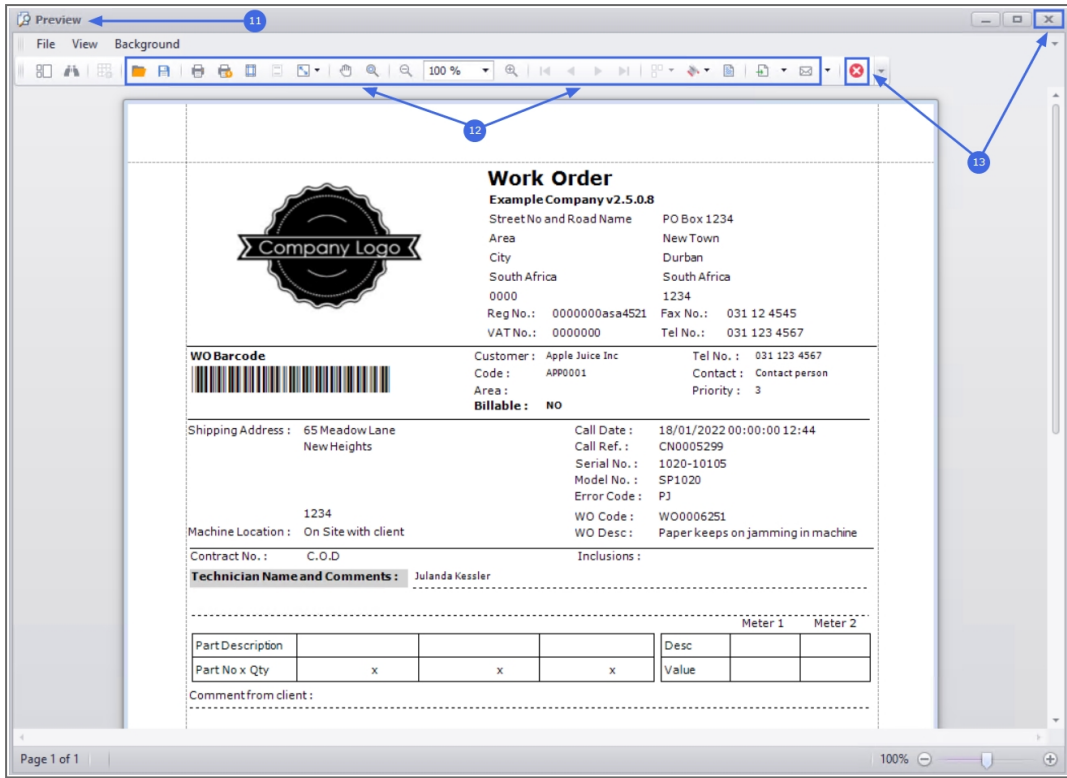 Preview
11
File View Background
100 %
12
13
Work Order
Example Company v2.5.0.8
Street No and Road Name PO Box 1234
Area New Town
City Durban
South Africa South Africa
0000 1234
Reg No.: 0000000asa4521 Fax No.: 031 12 4545
VAT No.: 0000000 Tel No.: 031 123 4567
Company Logo
WO Barcode
Customer : Apple Juice Inc Tel No. : 031 123 4567
Code : APP0001 Contact : Contact person
Area : Priority : 3
Billable : NO
Shipping Address : 65 Meadow Lane Call Date : 18/01/2022 00:00:00 12:44
New Heights Call Ref. : CN0005299
Serial No. : 1020-10105
Model No. : SP1020
Error Code : PJ
1234 WO Code : WO0006251
Machine Location : On Site with client WO Desc : Paper keeps on jamming in machine
Contract No. : C.O.D Inclusions :
Technician Name and Comments : Julanda Kessler
Meter 1 Meter 2
Part Description Desc
Part No x Qty x x x Value
Comment from client :
Page 1 of 1 100%